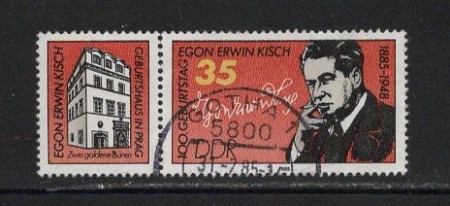 EGON ERWIN KISCH
GEBURTSHAUS IN PRAG
Zwei goldene Bären
100. GEBURTSTAG
EGON ERWIN KISCH
1885-1948
35
GOTHA 7
5800
DDR